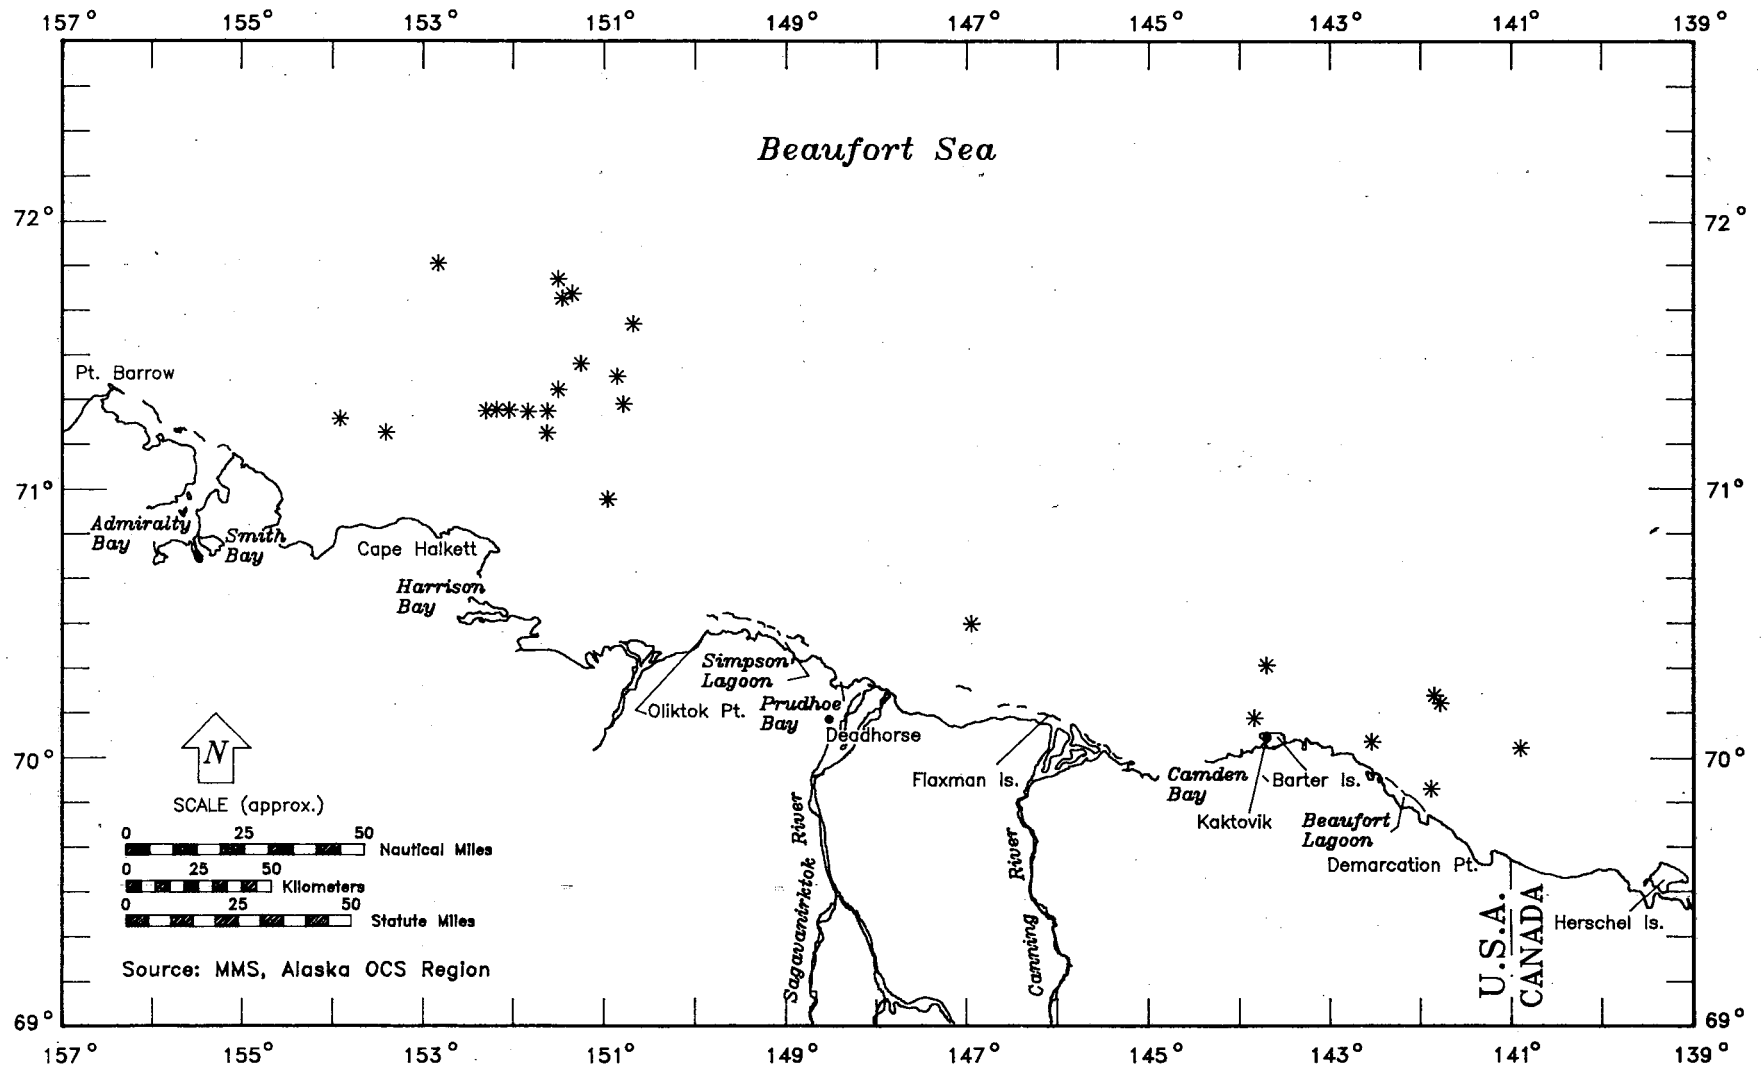 157° 155° 153° 151° 149° 147° 145° 143° 141° 139°
Beaufort Sea
72° 72°
Pt. Barrow
71° 71°
Admiralty
Bay
Smith
Bay
Cape Halkett
Harrison
Bay
Simpson
Lagoon
Oliktok Pt.
Prudhoe
Bay
Deadhorse
N
70° 70°
Flaxman Is.
Camden
Bay
Barter Is.
Kaktovik
Beaufort
Lagoon
Demarcation Pt.
Herschel Is.
U.S.A.
CANADA
Sagavanirktok River
Canning River
SCALE (approx.)
0 25 50
Nautical Miles
0 25 50
Kilometers
0 25 50
Statute Miles
Source: MMS, Alaska OCS Region
69° 69°
157° 155° 153° 151° 149° 147° 145° 143° 141° 139°